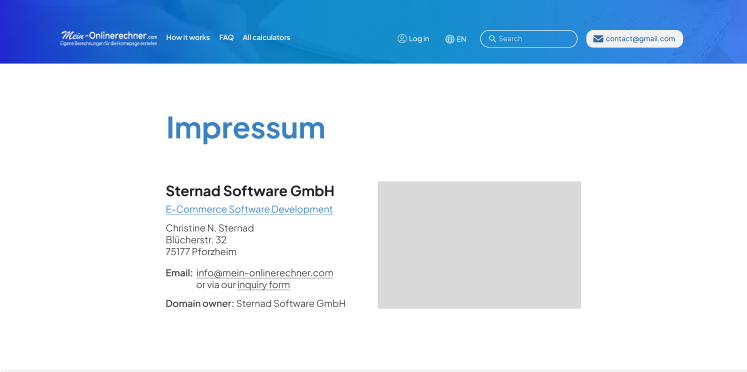 Mein-Onlinerechner.com
Eigene Berechnungen für die Homepage erstellen
How it works FAQ All calculators
Log in EN Search contact@gmail.com
Impressum
Sternad Software GmbH
E-Commerce Software Development
Christine N. Sternad
Blücherstr. 32
75177 Pforzheim
Email: info@mein-onlinerechner.com
or via our inquiry form
Domain owner: Sternad Software GmbH